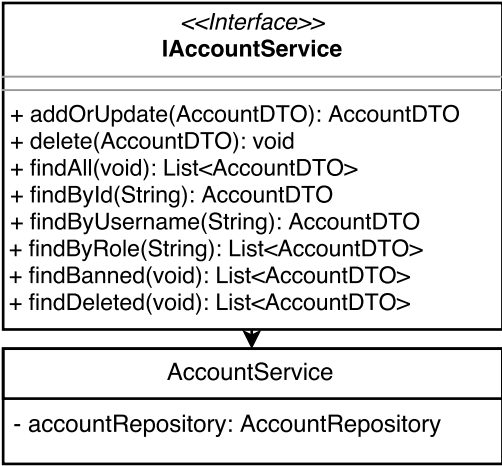 <<Interface>>
IAccountService
+ addOrUpdate(AccountDTO): AccountDTO
+ delete(AccountDTO): void
+ findAll(void): List<AccountDTO>
+ findById(String): AccountDTO
+ findByUsername(String): AccountDTO
+ findByRole(String): List<AccountDTO>
+ findBanned(void): List<AccountDTO>
+ findDeleted(void): List<AccountDTO>
AccountService
- accountRepository: AccountRepository